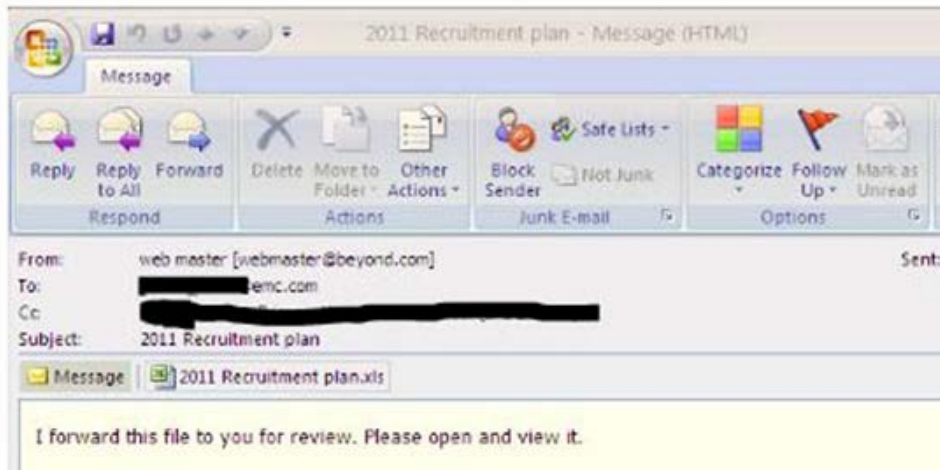 2011 Recruitment plan - Message (HTML)
Message
Reply Reply to All Forward Delete Move to Folder Other Actions Block Sender Safe Lists Not Junk Categorize Follow Up Mark as Unread
Respond Actions Junk E-mail Options
From: web master [webmaster@beyond.com] Sent:
To: emc.com
Cc
Subject: 2011 Recruitment plan
Message 2011 Recruitment plan.xls
I forward this file to you for review. Please open and view it.